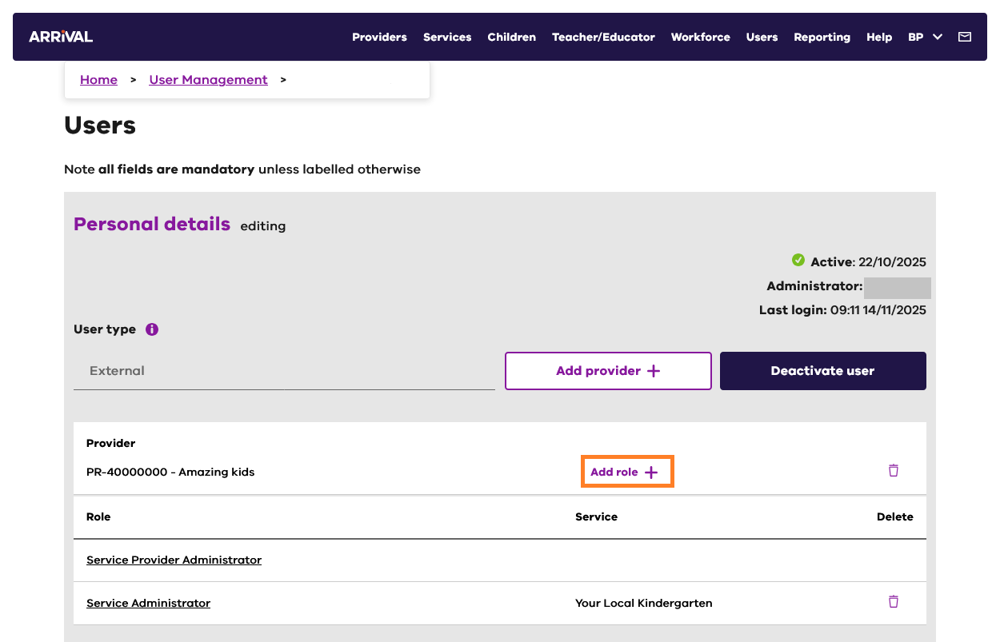 ARRIVAL Providers Services Children Teacher/Educator Workforce Users Reporting Help BP
Home > User Management >
Users
Note all fields are mandatory unless labelled otherwise
Personal details editing
Active: 22/10/2025
Administrator:
Last login: 09:11 14/11/2025
User type
External
Add provider +
Deactivate user
Provider
PR-40000000 - Amazing kids
Add role +
Role Service Delete
Service Provider Administrator
Service Administrator Your Local Kindergarten